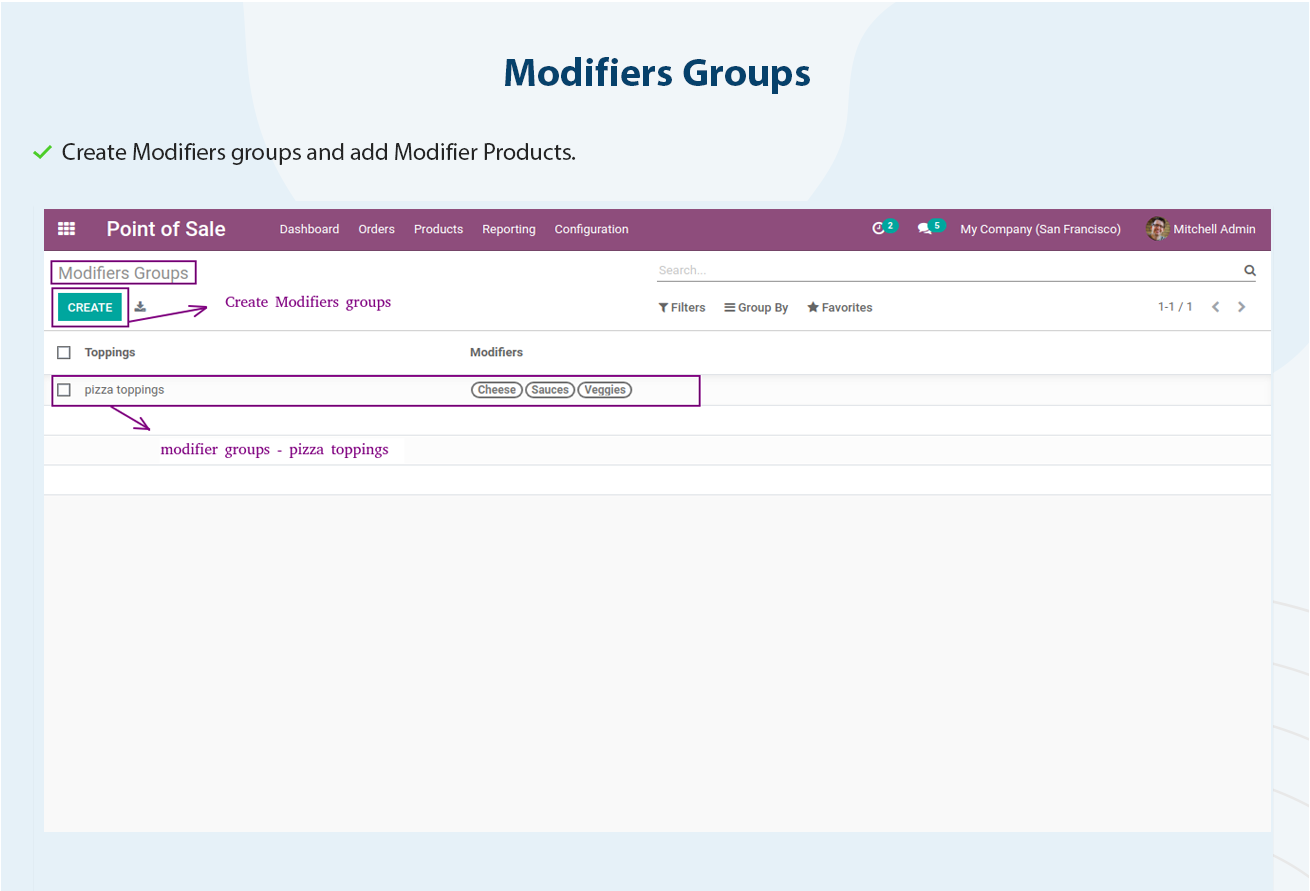 Modifiers Groups
Create Modifiers groups and add Modifier Products.
Point of Sale Dashboard Orders Products Reporting Configuration 2 5 My Company (San Francisco) Mitchell Admin
Modifiers Groups Search...
CREATE Create Modifiers groups Filters Group By Favorites 1-1 / 1
Toppings Modifiers
pizza toppings Cheese Sauces Veggies
modifier groups - pizza toppings